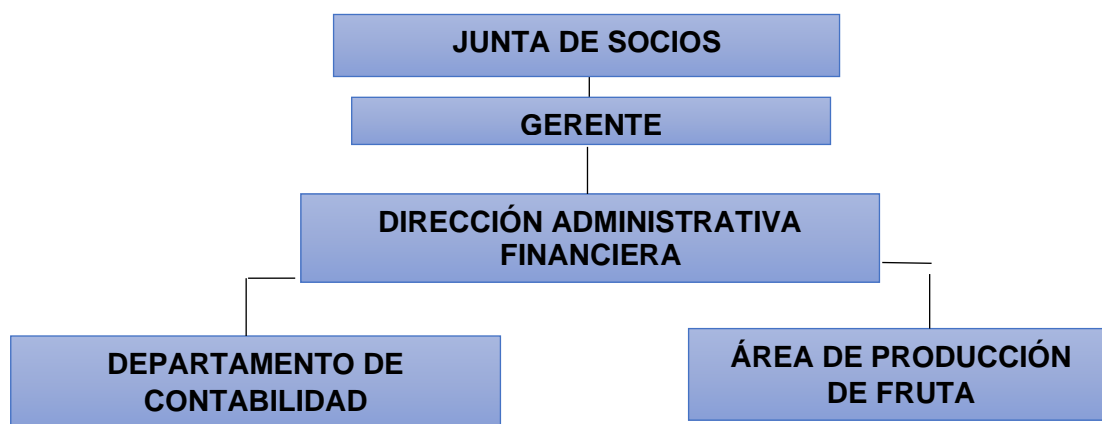 JUNTA DE SOCIOS
GERENTE
DIRECCIÓN ADMINISTRATIVA
FINANCIERA
DEPARTAMENTO DE
CONTABILIDAD
ÁREA DE PRODUCCIÓN
DE FRUTA